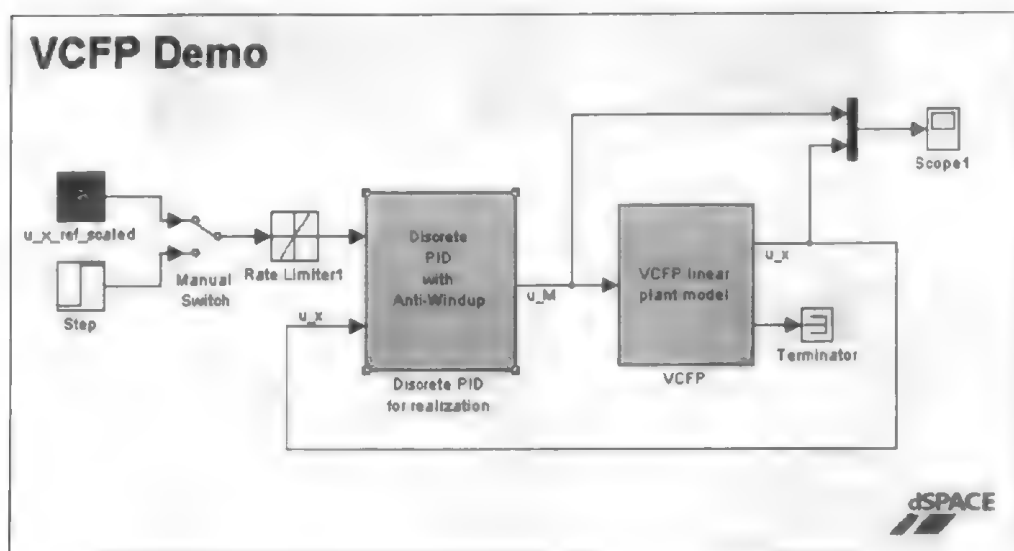 VCFP Demo
u_x_ref_scaled
Step
Manual
Switch
Rate Limiter1
Discrete
PID
with
Anti-Windup
u_x
Discrete PID
for realization
u_M
VCFP linear
plant model
VCFP
u_x
Terminator
Scope1
dSPACE